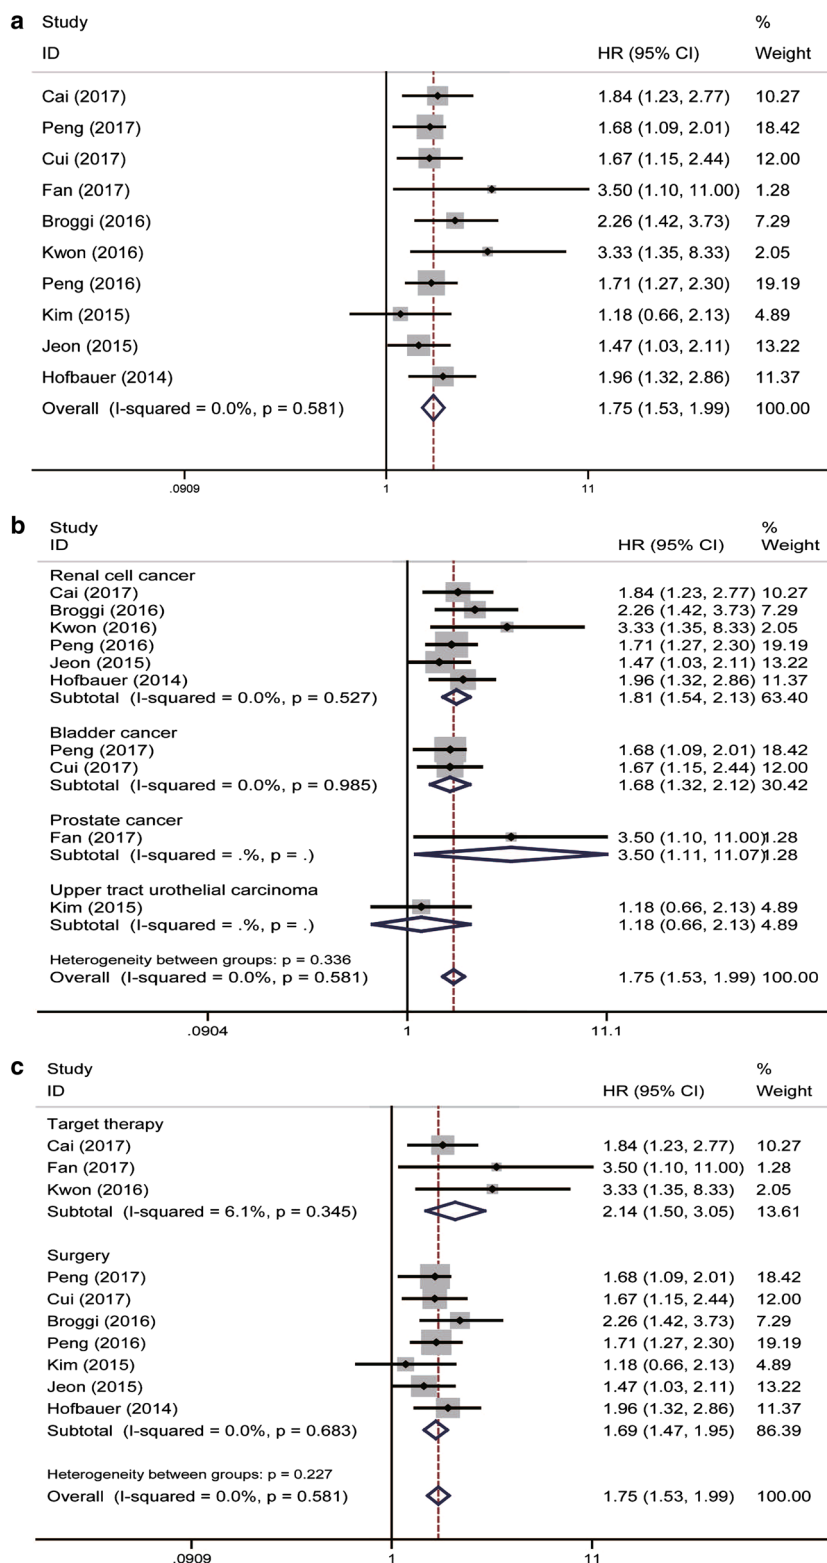 a Study %
ID HR (95% CI) Weight
Cai (2017) 1.84 (1.23, 2.77) 10.27
Peng (2017) 1.68 (1.09, 2.01) 18.42
Cui (2017) 1.67 (1.15, 2.44) 12.00
Fan (2017) 3.50 (1.10, 11.00) 1.28
Broggi (2016) 2.26 (1.42, 3.73) 7.29
Kwon (2016) 3.33 (1.35, 8.33) 2.05
Peng (2016) 1.71 (1.27, 2.30) 19.19
Kim (2015) 1.18 (0.66, 2.13) 4.89
Jeon (2015) 1.47 (1.03, 2.11) 13.22
Hofbauer (2014) 1.96 (1.32, 2.86) 11.37
Overall (I-squared = 0.0%, p = 0.581) 1.75 (1.53, 1.99) 100.00
.0909 1 11
b Study %
ID HR (95% CI) Weight
Renal cell cancer
Cai (2017) 1.84 (1.23, 2.77) 10.27
Broggi (2016) 2.26 (1.42, 3.73) 7.29
Kwon (2016) 3.33 (1.35, 8.33) 2.05
Peng (2016) 1.71 (1.27, 2.30) 19.19
Jeon (2015) 1.47 (1.03, 2.11) 13.22
Hofbauer (2014) 1.96 (1.32, 2.86) 11.37
Subtotal (I-squared = 0.0%, p = 0.527) 1.81 (1.54, 2.13) 63.40
Bladder cancer
Peng (2017) 1.68 (1.09, 2.01) 18.42
Cui (2017) 1.67 (1.15, 2.44) 12.00
Subtotal (I-squared = 0.0%, p = 0.985) 1.68 (1.32, 2.12) 30.42
Prostate cancer
Fan (2017) 3.50 (1.10, 11.00) 1.28
Subtotal (I-squared = .%, p = .) 3.50 (1.11, 11.07) 1.28
Upper tract urothelial carcinoma
Kim (2015) 1.18 (0.66, 2.13) 4.89
Subtotal (I-squared = .%, p = .) 1.18 (0.66, 2.13) 4.89
Heterogeneity between groups: p = 0.336
Overall (I-squared = 0.0%, p = 0.581) 1.75 (1.53, 1.99) 100.00
.0904 1 11.1
c Study %
ID HR (95% CI) Weight
Target therapy
Cai (2017) 1.84 (1.23, 2.77) 10.27
Fan (2017) 3.50 (1.10, 11.00) 1.28
Kwon (2016) 3.33 (1.35, 8.33) 2.05
Subtotal (I-squared = 6.1%, p = 0.345) 2.14 (1.50, 3.05) 13.61
Surgery
Peng (2017) 1.68 (1.09, 2.01) 18.42
Cui (2017) 1.67 (1.15, 2.44) 12.00
Broggi (2016) 2.26 (1.42, 3.73) 7.29
Peng (2016) 1.71 (1.27, 2.30) 19.19
Kim (2015) 1.18 (0.66, 2.13) 4.89
Jeon (2015) 1.47 (1.03, 2.11) 13.22
Hofbauer (2014) 1.96 (1.32, 2.86) 11.37
Subtotal (I-squared = 0.0%, p = 0.683) 1.69 (1.47, 1.95) 86.39
Heterogeneity between groups: p = 0.227
Overall (I-squared = 0.0%, p = 0.581) 1.75 (1.53, 1.99) 100.00
.0909 1 11